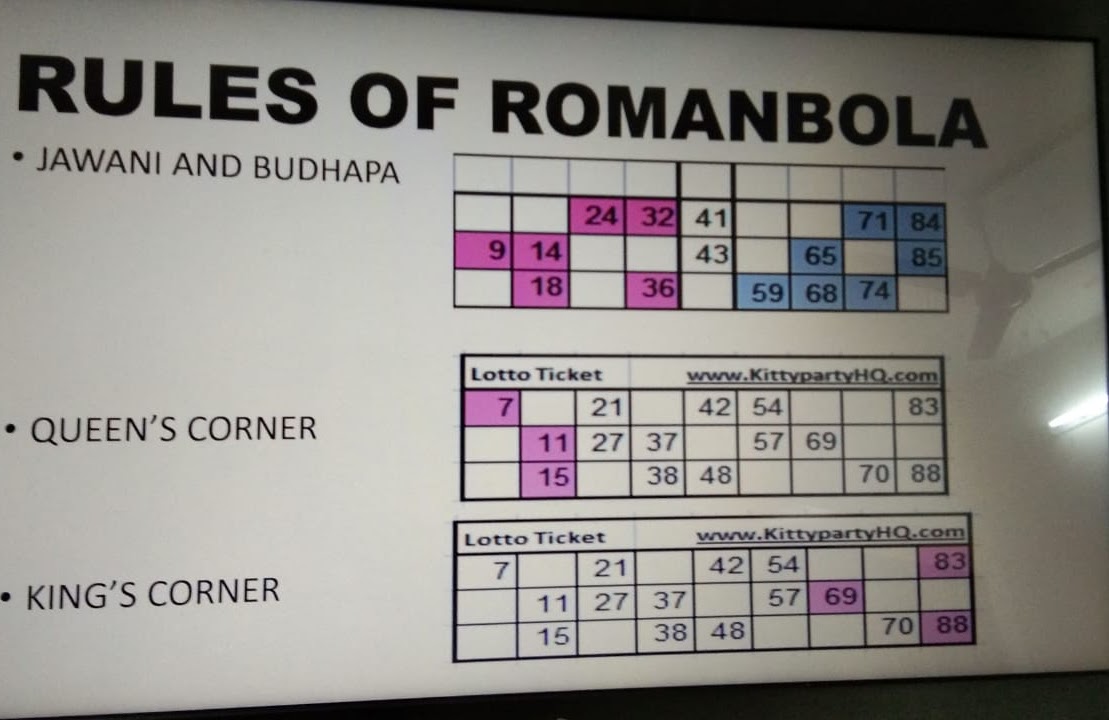 RULES OF ROMANBOLA
• JAWANI AND BUDHAPA
24 32 41 71 84
9 14 43 65 85
18 36 59 68 74
Lotto Ticket www.KittypartyHQ.com
• QUEEN'S CORNER
7 21 42 54 83
11 27 37 57 69
15 38 48 70 88
Lotto Ticket www.KittypartyHQ.com
• KING'S CORNER
7 21 42 54 83
11 27 37 57 69
15 38 48 70 88